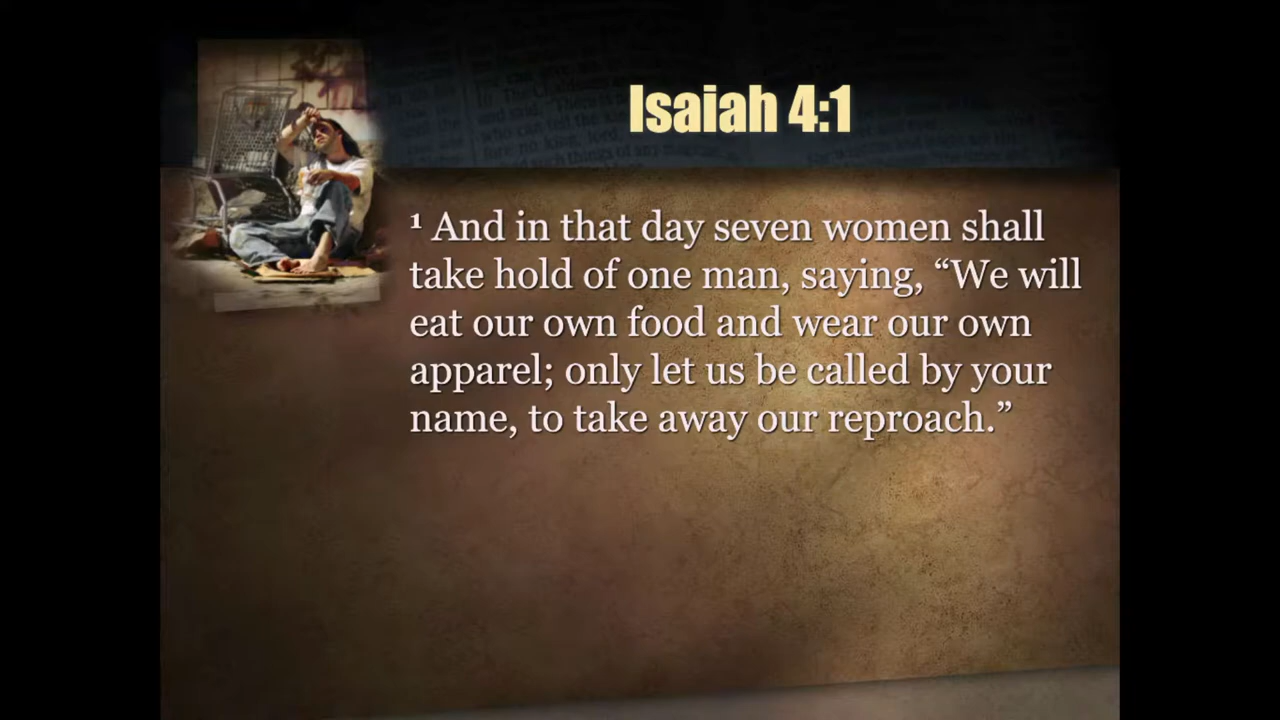 Isaiah 4:1
¹ And in that day seven women shall
take hold of one man, saying, “We will
eat our own food and wear our own
apparel; only let us be called by your
name, to take away our reproach.”